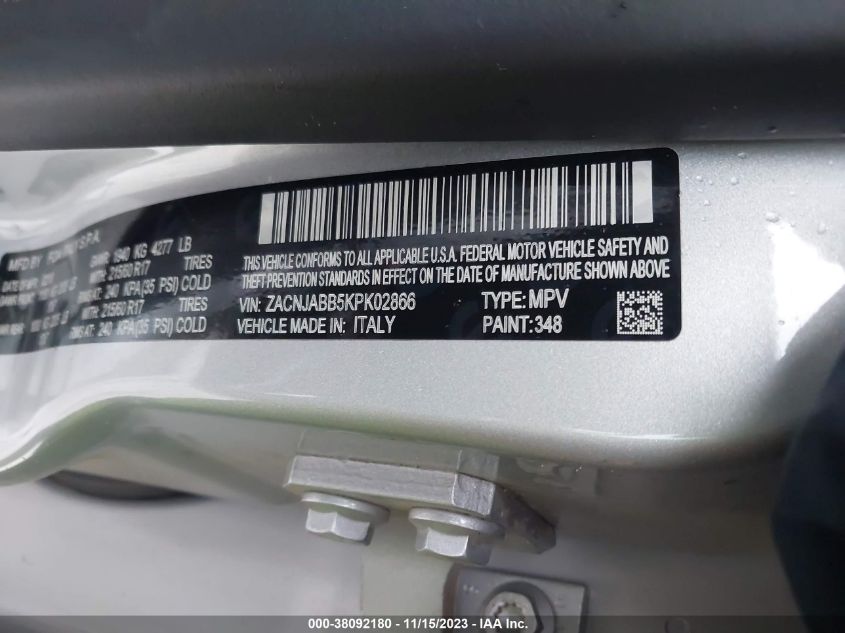 THIS VEHICLE CONFORMS TO ALL APPLICABLE U.S.A. FEDERAL MOTOR VEHICLE SAFETY AND
THEFT PREVENTION STANDARDS IN EFFECT ON THE DATE OF MANUFACTURE SHOWN ABOVE
VIN: ZACNJABB5KPK02866 TYPE: MPV
VEHICLE MADE IN: ITALY PAINT: 348
MFD BY S.P.A.
1940 KG 4277 LB
215/60 R17 TIRES
240 KPA (35 PSI) COLD
215/60 R17 TIRES
240 KPA (35 PSI) COLD
000-38092180 - 11/15/2023 - IAA Inc.